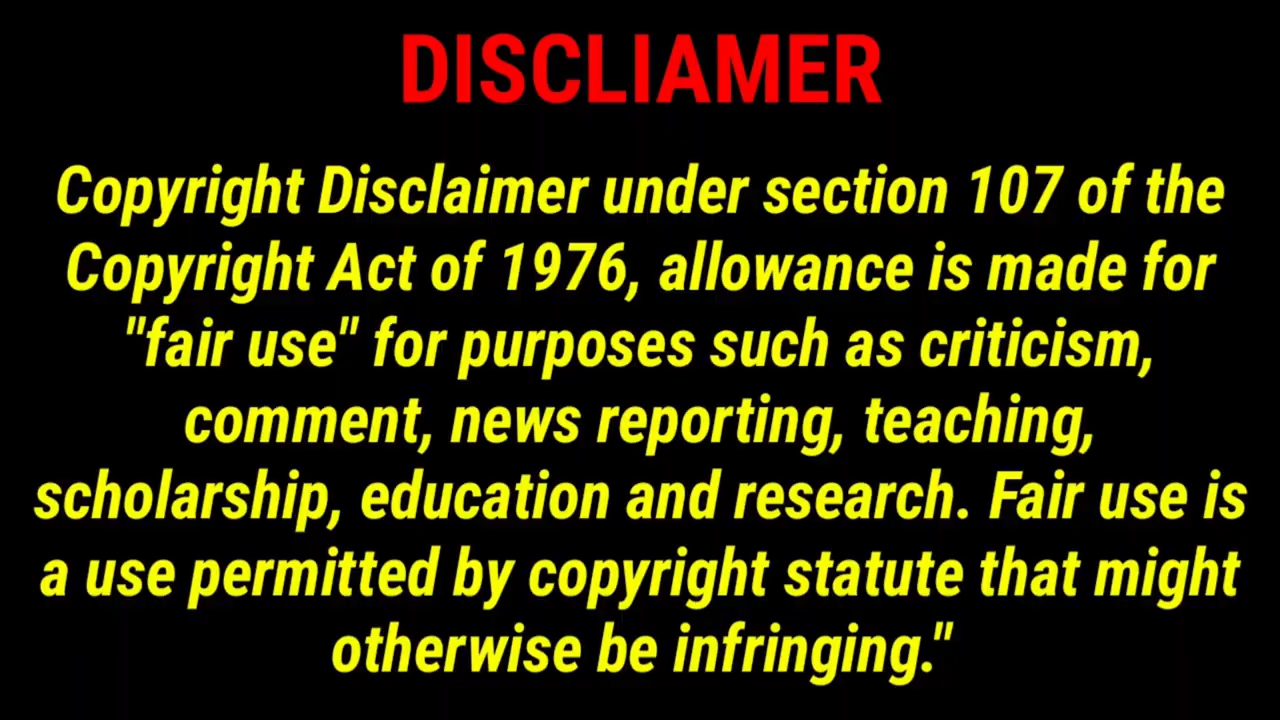 DISCLIAMER
Copyright Disclaimer under section 107 of the
Copyright Act of 1976, allowance is made for
"fair use" for purposes such as criticism,
comment, news reporting, teaching,
scholarship, education and research. Fair use is
a use permitted by copyright statute that might
otherwise be infringing."